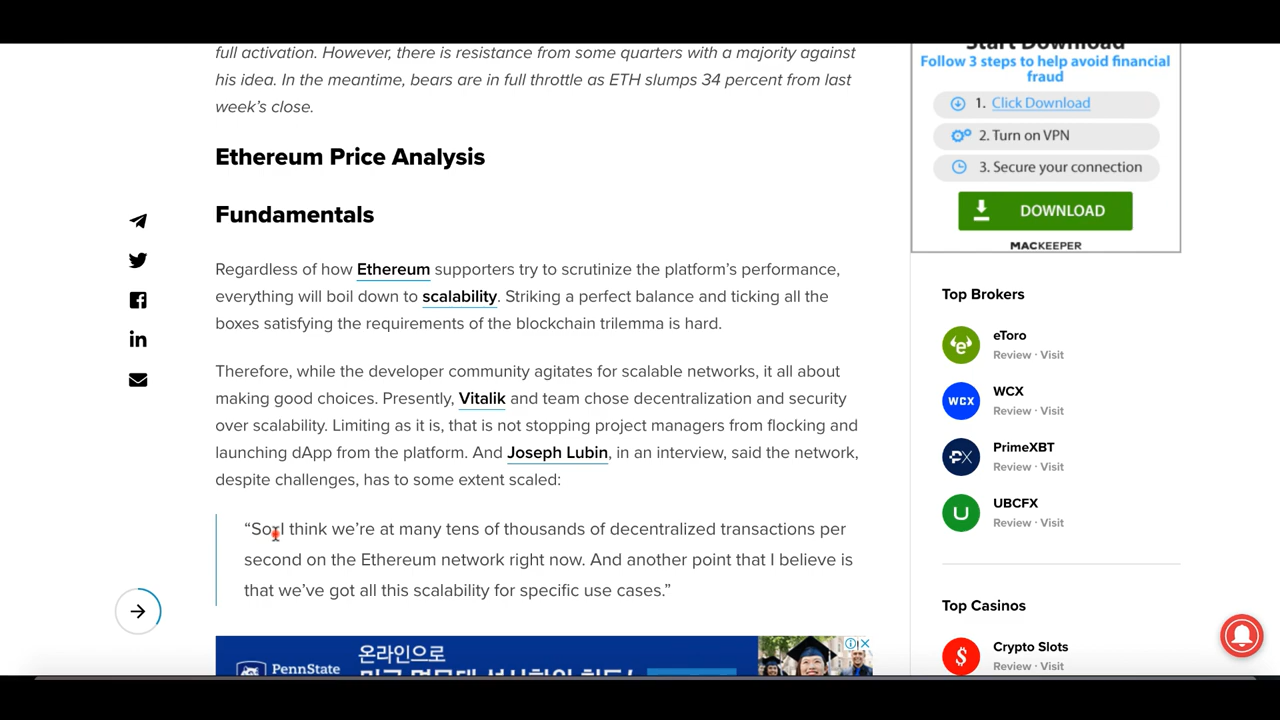 full activation. However, there is resistance from some quarters with a majority against
his idea. In the meantime, bears are in full throttle as ETH slumps 34 percent from last
week's close.
Ethereum Price Analysis
Fundamentals
Regardless of how Ethereum supporters try to scrutinize the platform's performance,
everything will boil down to scalability. Striking a perfect balance and ticking all the
boxes satisfying the requirements of the blockchain trilemma is hard.
Therefore, while the developer community agitates for scalable networks, it all about
making good choices. Presently, Vitalik and team chose decentralization and security
over scalability. Limiting as it is, that is not stopping project managers from flocking and
launching dApp from the platform. And Joseph Lubin, in an interview, said the network,
despite challenges, has to some extent scaled:
“So I think we're at many tens of thousands of decentralized transactions per
second on the Ethereum network right now. And another point that I believe is
that we've got all this scalability for specific use cases.”
PennState
온라인으로
Start Download
Follow 3 steps to help avoid financial
fraud
1. Click Download
2. Turn on VPN
3. Secure your connection
DOWNLOAD
MACKEEPER
Top Brokers
eToro
Review · Visit
WCX
WCX
Review · Visit
PrimeXBT
Review · Visit
UBCFX
Review · Visit
Top Casinos
Crypto Slots
Review · Visit